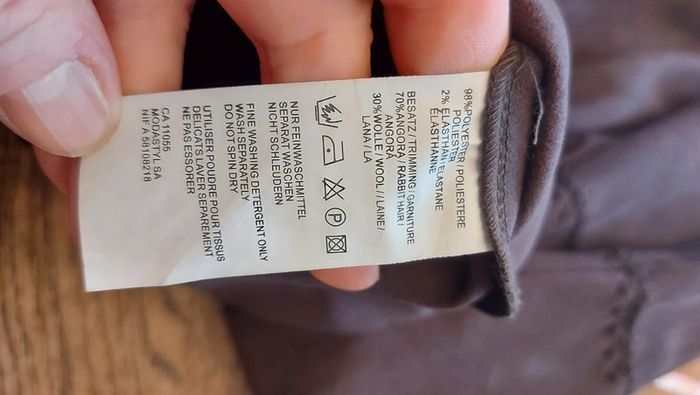 98%POLYESTER / POLIESTERE
POLIESTER
2% ELASTHAN ELASTANE
ELASTHANNE
BESATZ / TRIMMING / GARNITURE
70%ANGORA / RABBIT HAIR /
ANGORA
30%WOLLE / WOOL / LAINE /
LANA / LA
P
NUR FEINWASCHMITTEL
SEPARAT WASCHEN
NICHT SCHLEUDERN
FINE WASHING DETERGENT ONLY
WASH SEPARATELY
DO NOT SPIN DRY
UTILISER POUDRE POUR TISSUS
DELICATS LAVER SEPAREMENT
NE PAS ESSORER
CA 110975
MODASTYL SA
NIF A 58108218